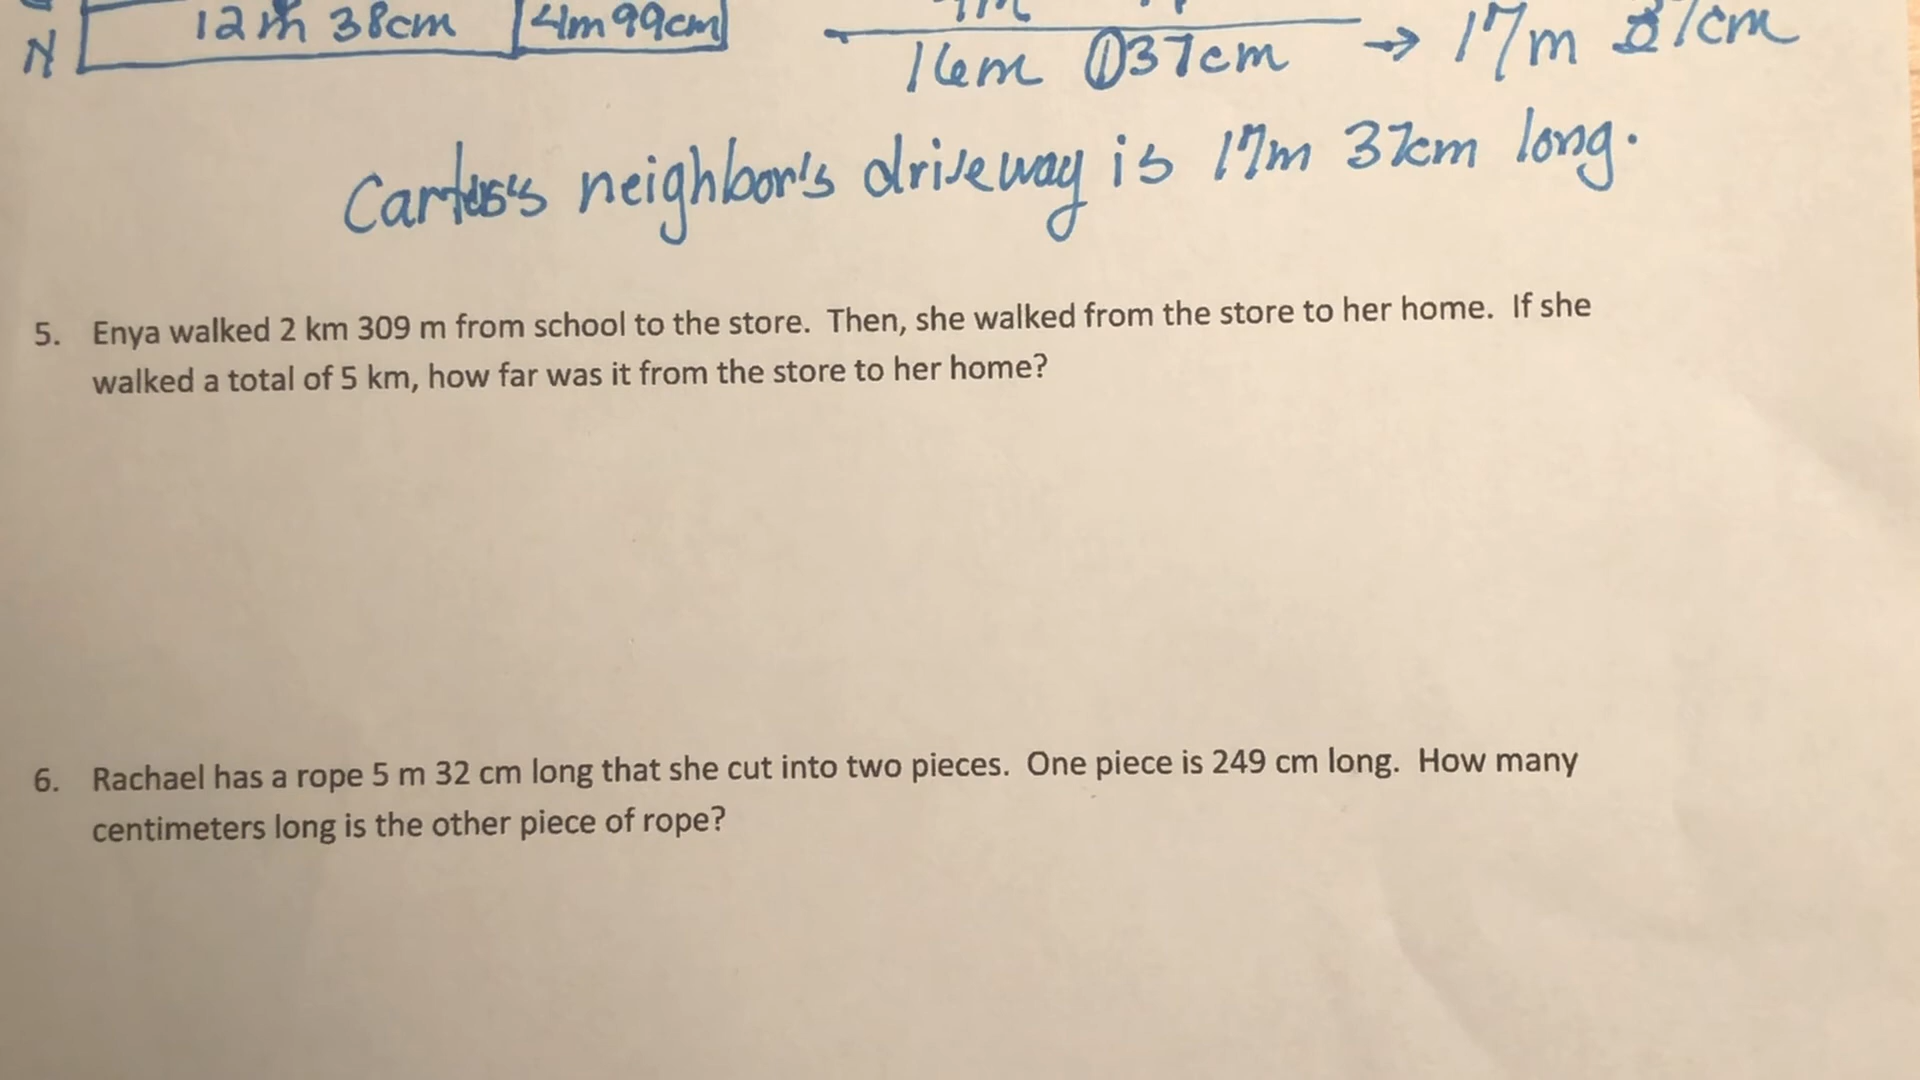 N 12m 38cm 4m 99cm
16m 137cm → 17m 37cm
Carter's neighbor's driveway is 17m 37cm long.
5. Enya walked 2 km 309 m from school to the store. Then, she walked from the store to her home. If she
walked a total of 5 km, how far was it from the store to her home?
6. Rachael has a rope 5 m 32 cm long that she cut into two pieces. One piece is 249 cm long. How many
centimeters long is the other piece of rope?